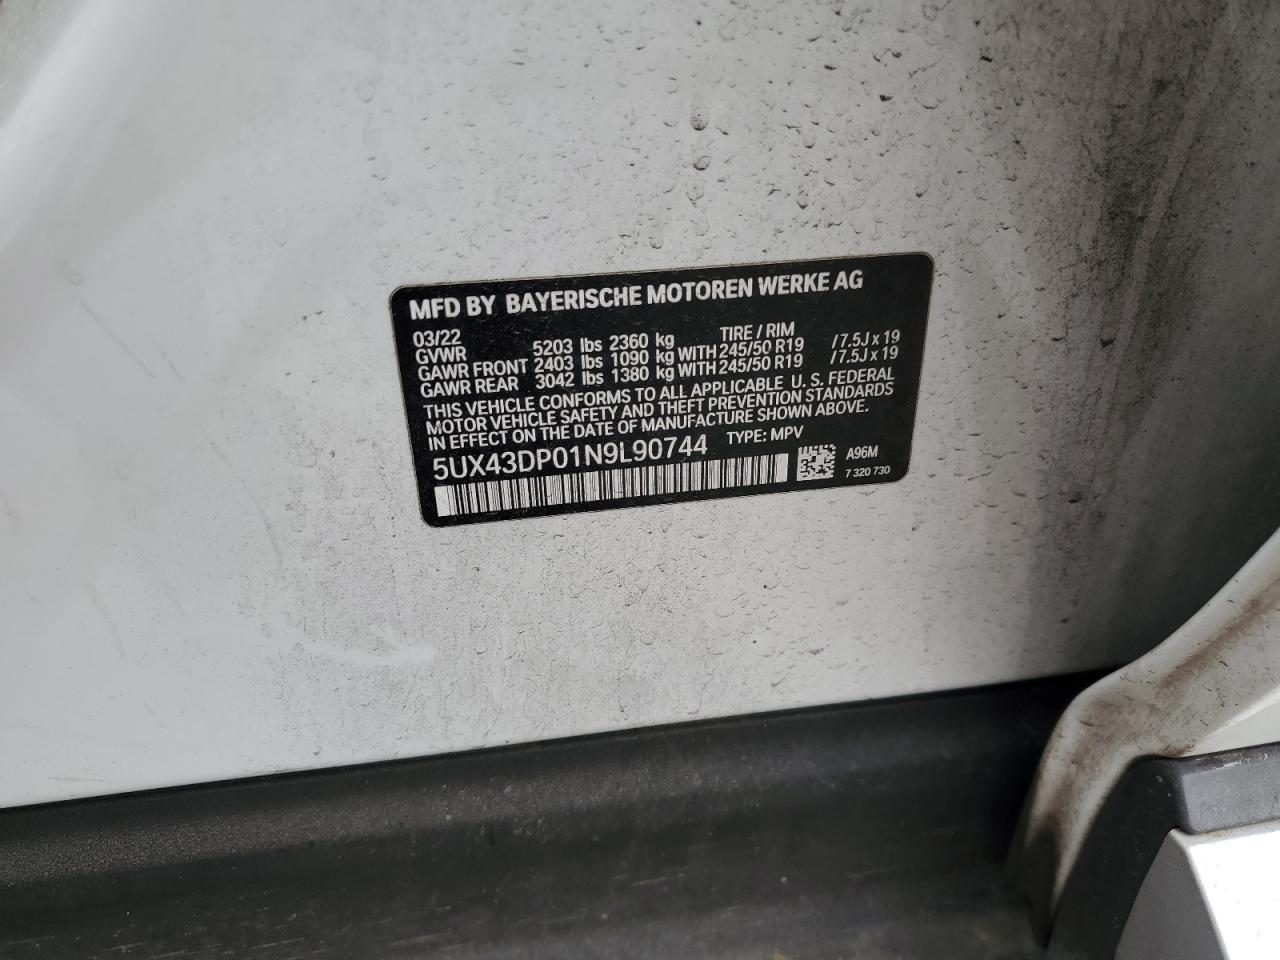 MFD BY BAYERISCHE MOTOREN WERKE AG
03/22 TIRE / RIM
GVWR 5203 lbs 2360 kg
GAWR FRONT 2403 lbs 1090 kg WITH 245/50 R19 /7.5J x 19
GAWR REAR 3042 lbs 1380 kg WITH 245/50 R19 /7.5J x 19
THIS VEHICLE CONFORMS TO ALL APPLICABLE U. S. FEDERAL
MOTOR VEHICLE SAFETY AND THEFT PREVENTION STANDARDS
IN EFFECT ON THE DATE OF MANUFACTURE SHOWN ABOVE.
5UX43DP01N9L90744 TYPE: MPV
A96M
7 320 730